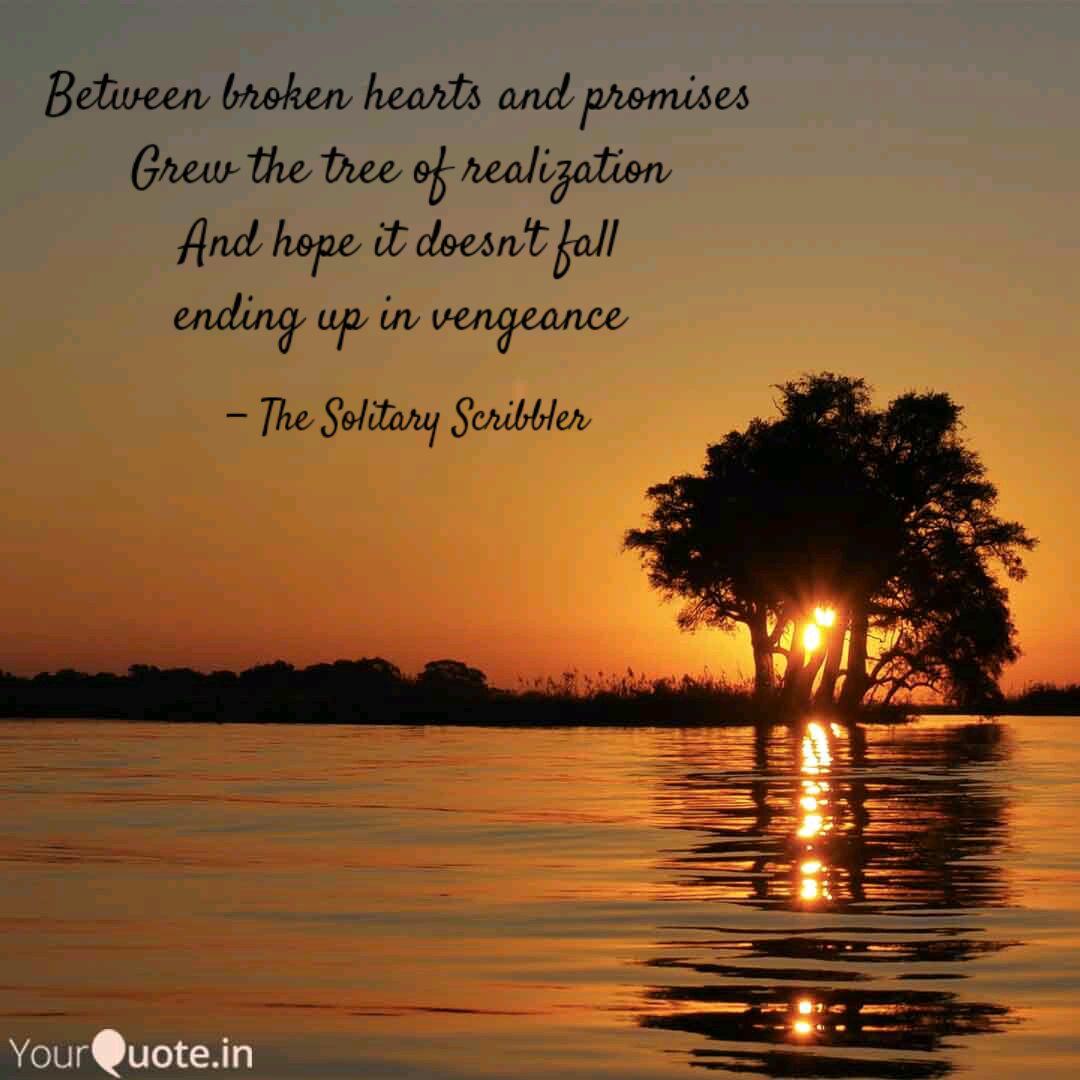 Between broken hearts and promises
Grew the tree of realization
And hope it doesn't fall
ending up in vengeance
– The Solitary Scribbler
YourQuote.in